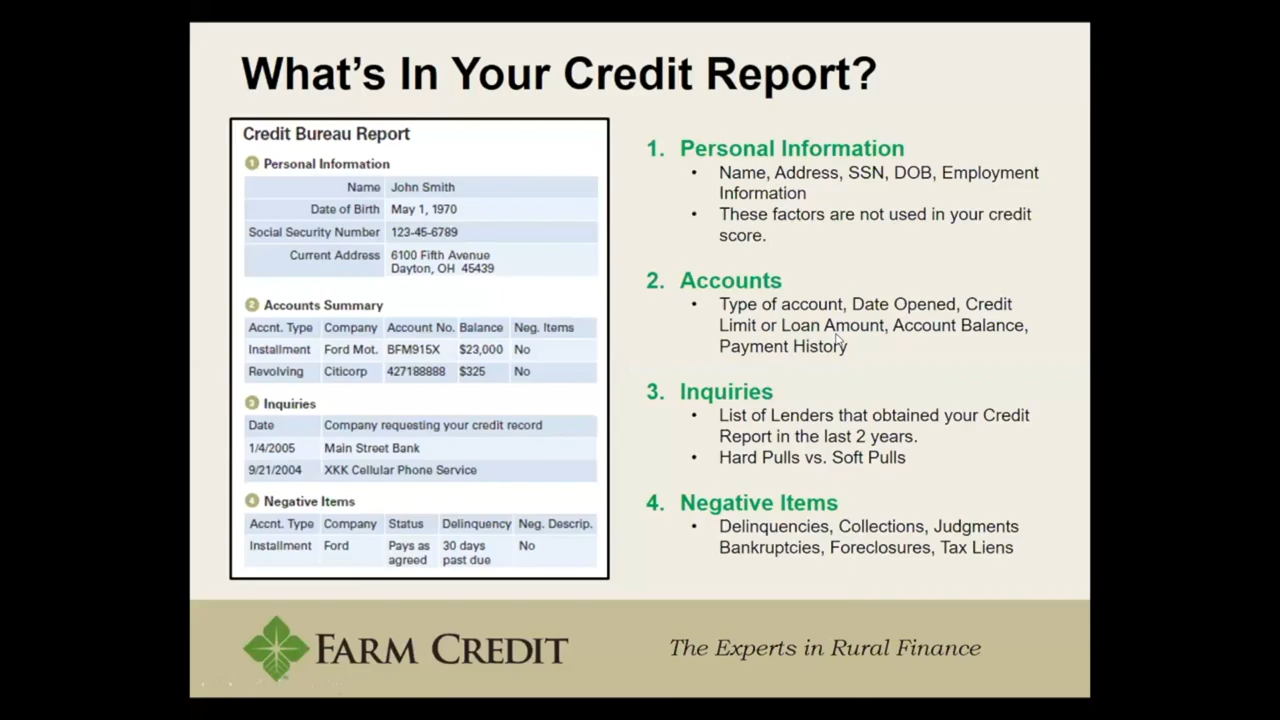 What's In Your Credit Report?
Credit Bureau Report
1 Personal Information
Name John Smith
Date of Birth May 1, 1970
Social Security Number 123-45-6789
Current Address 6100 Fifth Avenue
Dayton, OH 45439
2 Accounts Summary
Accnt. Type Company Account No. Balance Neg. Items
Installment Ford Mot. BFM915X $23,000 No
Revolving Citicorp 427188888 $325 No
3 Inquiries
Date Company requesting your credit record
1/4/2005 Main Street Bank
9/21/2004 XKK Cellular Phone Service
4 Negative Items
Accnt. Type Company Status Delinquency Neg. Descrip.
Installment Ford Pays as 30 days No
agreed past due
1. Personal Information
• Name, Address, SSN, DOB, Employment
Information
• These factors are not used in your credit
score.
2. Accounts
• Type of account, Date Opened, Credit
Limit or Loan Amount, Account Balance,
Payment History
3. Inquiries
• List of Lenders that obtained your Credit
Report in the last 2 years.
• Hard Pulls vs. Soft Pulls
4. Negative Items
• Delinquencies, Collections, Judgments
Bankruptcies, Foreclosures, Tax Liens
FARM CREDIT
The Experts in Rural Finance